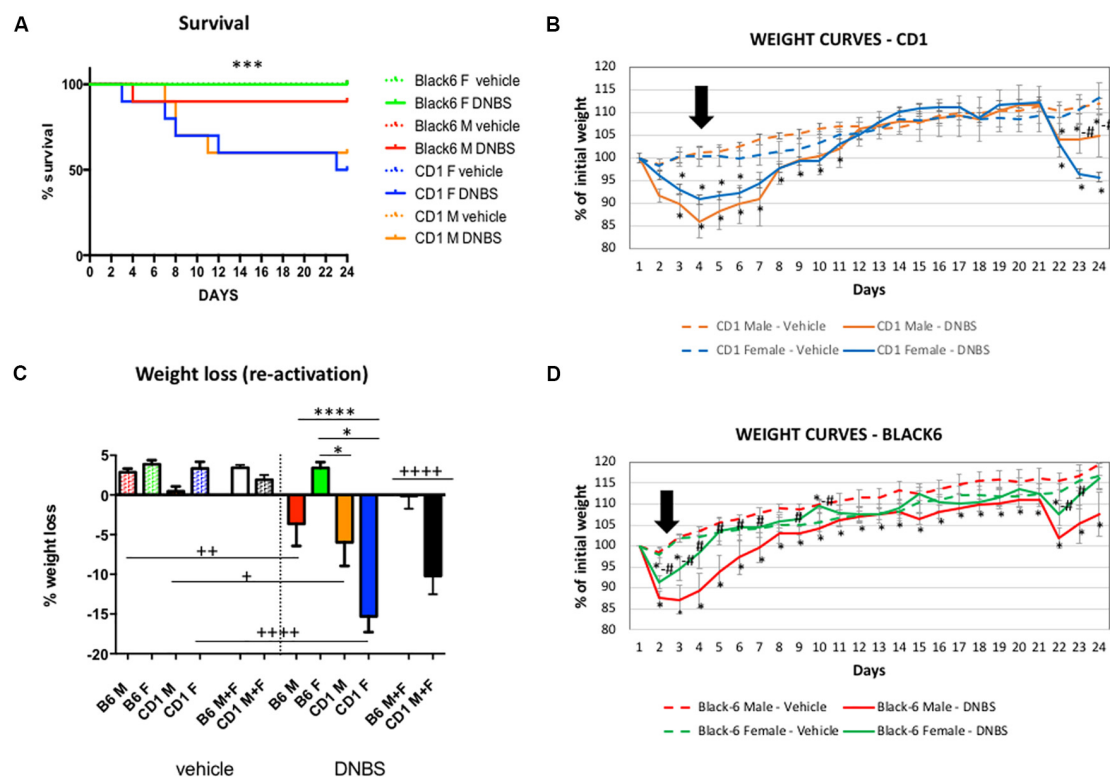 A
Survival
***
% survival
100
50
0
0 2 4 6 8 10 12 14 16 18 20 22 24
DAYS
Black6 F vehicle
Black6 F DNBS
Black6 M vehicle
Black6 M DNBS
CD1 F vehicle
CD1 F DNBS
CD1 M vehicle
CD1 M DNBS
B
WEIGHT CURVES - CD1
% of initial weight
120
115
110
105
100
95
90
85
80
1 2 3 4 5 6 7 8 9 10 11 12 13 14 15 16 17 18 19 20 21 22 23 24
Days
CD1 Male - Vehicle
CD1 Male - DNBS
CD1 Female - Vehicle
CD1 Female - DNBS
C
Weight loss (re-activation)
% weight loss
5
0
-5
-10
-15
-20
****
*
*
++++
++
+
++++
B6 M
B6 F
CD1 M
CD1 F
B6 M+F
CD1 M+F
B6 M
B6 F
CD1 M
CD1 F
B6 M+F
CD1 M+F
vehicle
DNBS
D
WEIGHT CURVES - BLACK6
% of initial weight
120
115
110
105
100
95
90
85
80
1 2 3 4 5 6 7 8 9 10 11 12 13 14 15 16 17 18 19 20 21 22 23 24
Days
Black-6 Male - Vehicle
Black-6 Male - DNBS
Black-6 Female - Vehicle
Black-6 Female - DNBS